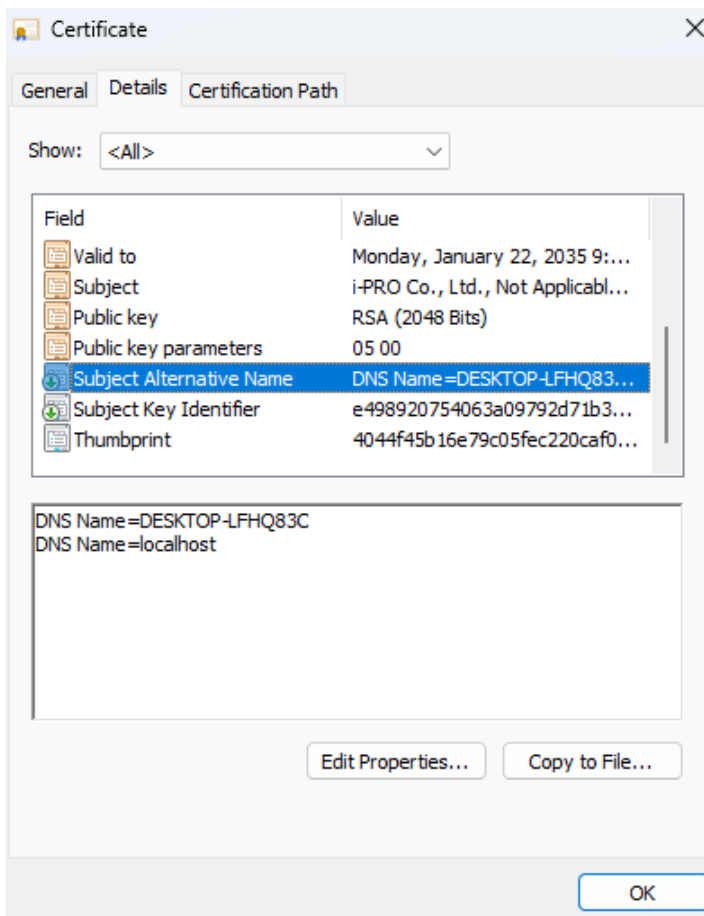 Certificate
General Details Certification Path
Show: <All>
Field Value
Valid to Monday, January 22, 2035 9:...
Subject i-PRO Co., Ltd., Not Applicabl...
Public key RSA (2048 Bits)
Public key parameters 05 00
Subject Alternative Name DNS Name=DESKTOP-LFHQ83...
Subject Key Identifier e498920754063a09792d71b3...
Thumbprint 4044f45b16e79c05fec220caf0...
DNS Name=DESKTOP-LFHQ83C
DNS Name=localhost
Edit Properties... Copy to File...
OK